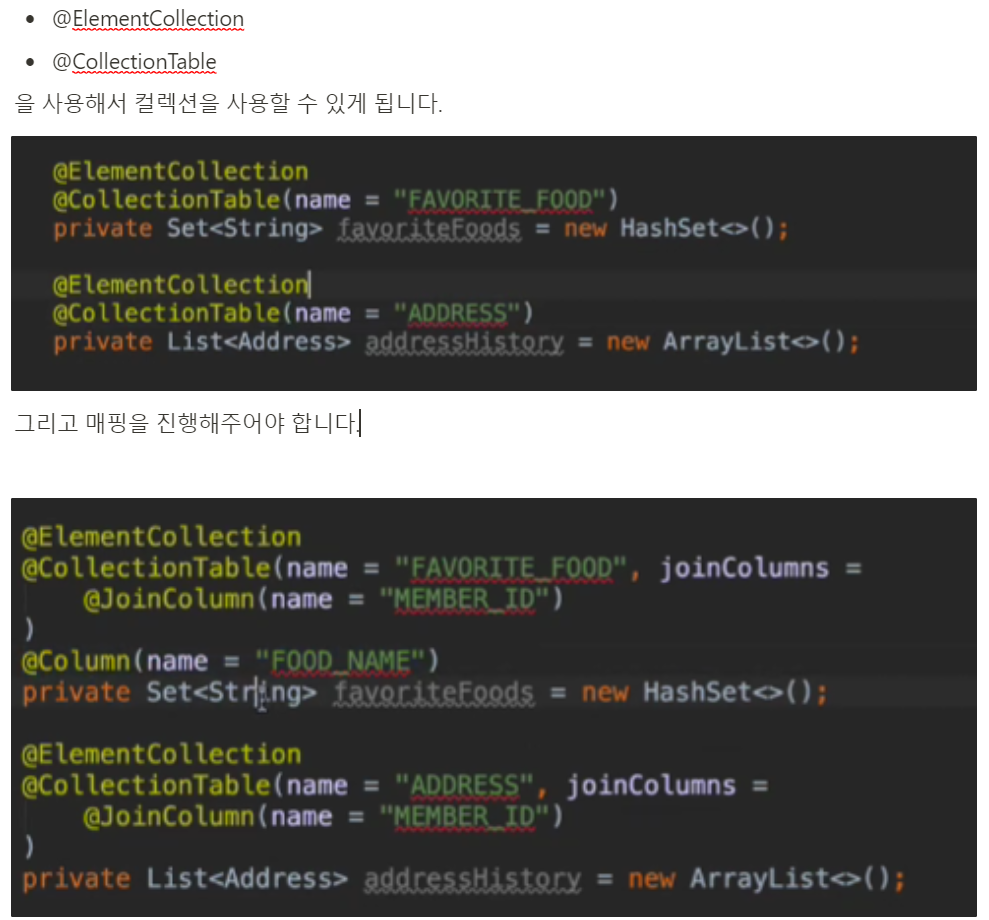 • @ElementCollection
• @CollectionTable
을 사용해서 컬렉션을 사용할 수 있게 됩니다.
@ElementCollection
@CollectionTable(name = "FAVORITE_FOOD")
private Set<String> favoriteFoods = new HashSet<>();
@ElementCollection
@CollectionTable(name = "ADDRESS")
private List<Address> addressHistory = new ArrayList<>();
그리고 매핑을 진행해주어야 합니다.
@ElementCollection
@CollectionTable(name = "FAVORITE_FOOD", joinColumns =
@JoinColumn(name = "MEMBER_ID")
)
@Column(name = "FOOD_NAME")
private Set<String> favoriteFoods = new HashSet<>();
@ElementCollection
@CollectionTable(name = "ADDRESS", joinColumns =
@JoinColumn(name = "MEMBER_ID")
)
private List<Address> addressHistory = new ArrayList<>();